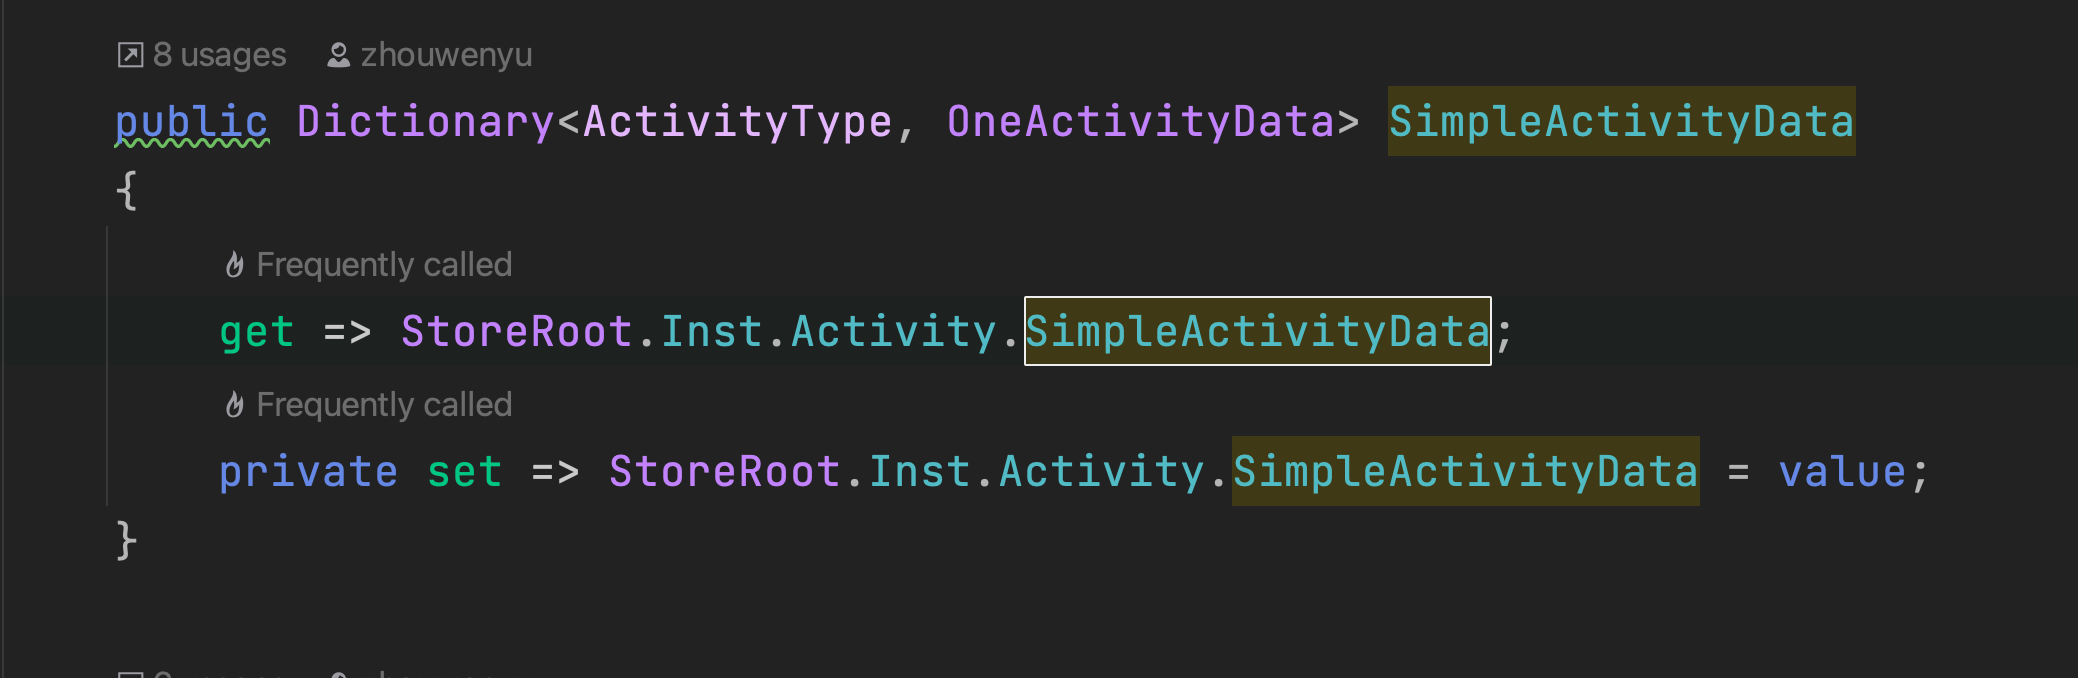 8 usages zhouwenyu
public Dictionary<ActivityType, OneActivityData> SimpleActivityData
{
Frequently called
get => StoreRoot.Inst.Activity.SimpleActivityData;
Frequently called
private set => StoreRoot.Inst.Activity.SimpleActivityData = value;
}